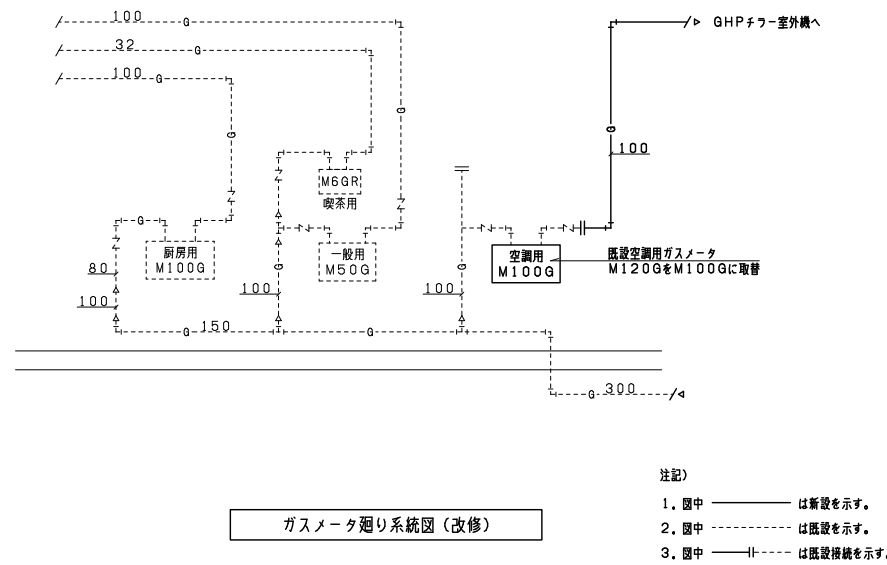 100
GHPチラー室外機へ
32
100
G
G
G
G
G
G
100
M6GR
喫茶用
G
厨房用
M100G
一般用
M50G
空調用
M100G
既設空調用ガスメータ
M120GをM100Gに取替
80
G
G
100
100
100
G
150
G
G
300
注記)
1. 図中 は新設を示す。
2. 図中 は既設を示す。
3. 図中 は既設接続を示す。
ガスメータ廻り系統図(改修)